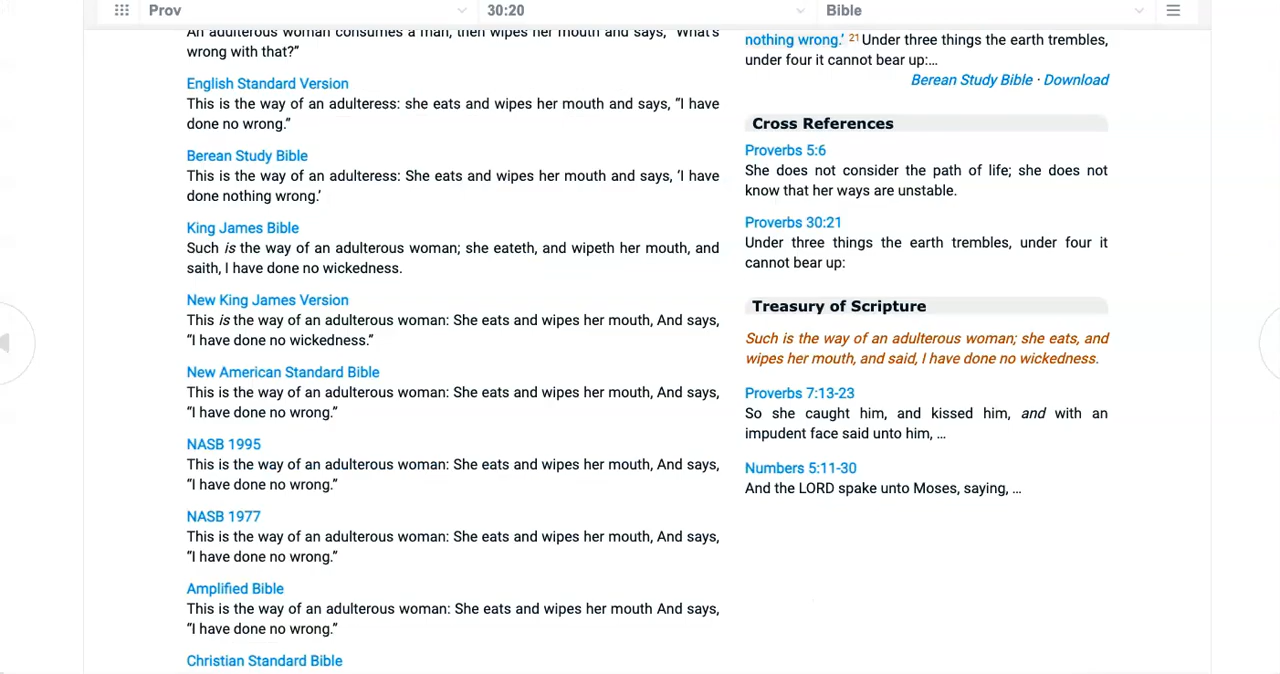 Prov
30:20
Bible
An adulterous woman consumes a man, then wipes her mouth and says, “What’s
wrong with that?”
English Standard Version
This is the way of an adulteress: she eats and wipes her mouth and says, “I have
done no wrong.”
Berean Study Bible
This is the way of an adulteress: She eats and wipes her mouth and says, ‘I have
done nothing wrong.’
King James Bible
Such is the way of an adulterous woman; she eateth, and wipeth her mouth, and
saith, I have done no wickedness.
New King James Version
This is the way of an adulterous woman: She eats and wipes her mouth, And says,
“I have done no wickedness.”
New American Standard Bible
This is the way of an adulterous woman: She eats and wipes her mouth, And says,
“I have done no wrong.”
NASB 1995
This is the way of an adulterous woman: She eats and wipes her mouth, And says,
“I have done no wrong.”
NASB 1977
This is the way of an adulterous woman: She eats and wipes her mouth, And says,
“I have done no wrong.”
Amplified Bible
This is the way of an adulterous woman: She eats and wipes her mouth And says,
“I have done no wrong.”
Christian Standard Bible
nothing wrong.’ 21 Under three things the earth trembles,
under four it cannot bear up:…
Berean Study Bible · Download
Cross References
Proverbs 5:6
She does not consider the path of life; she does not
know that her ways are unstable.
Proverbs 30:21
Under three things the earth trembles, under four it
cannot bear up:
Treasury of Scripture
Such is the way of an adulterous woman; she eats, and
wipes her mouth, and said, I have done no wickedness.
Proverbs 7:13-23
So she caught him, and kissed him, and with an
impudent face said unto him, …
Numbers 5:11-30
And the LORD spake unto Moses, saying, …